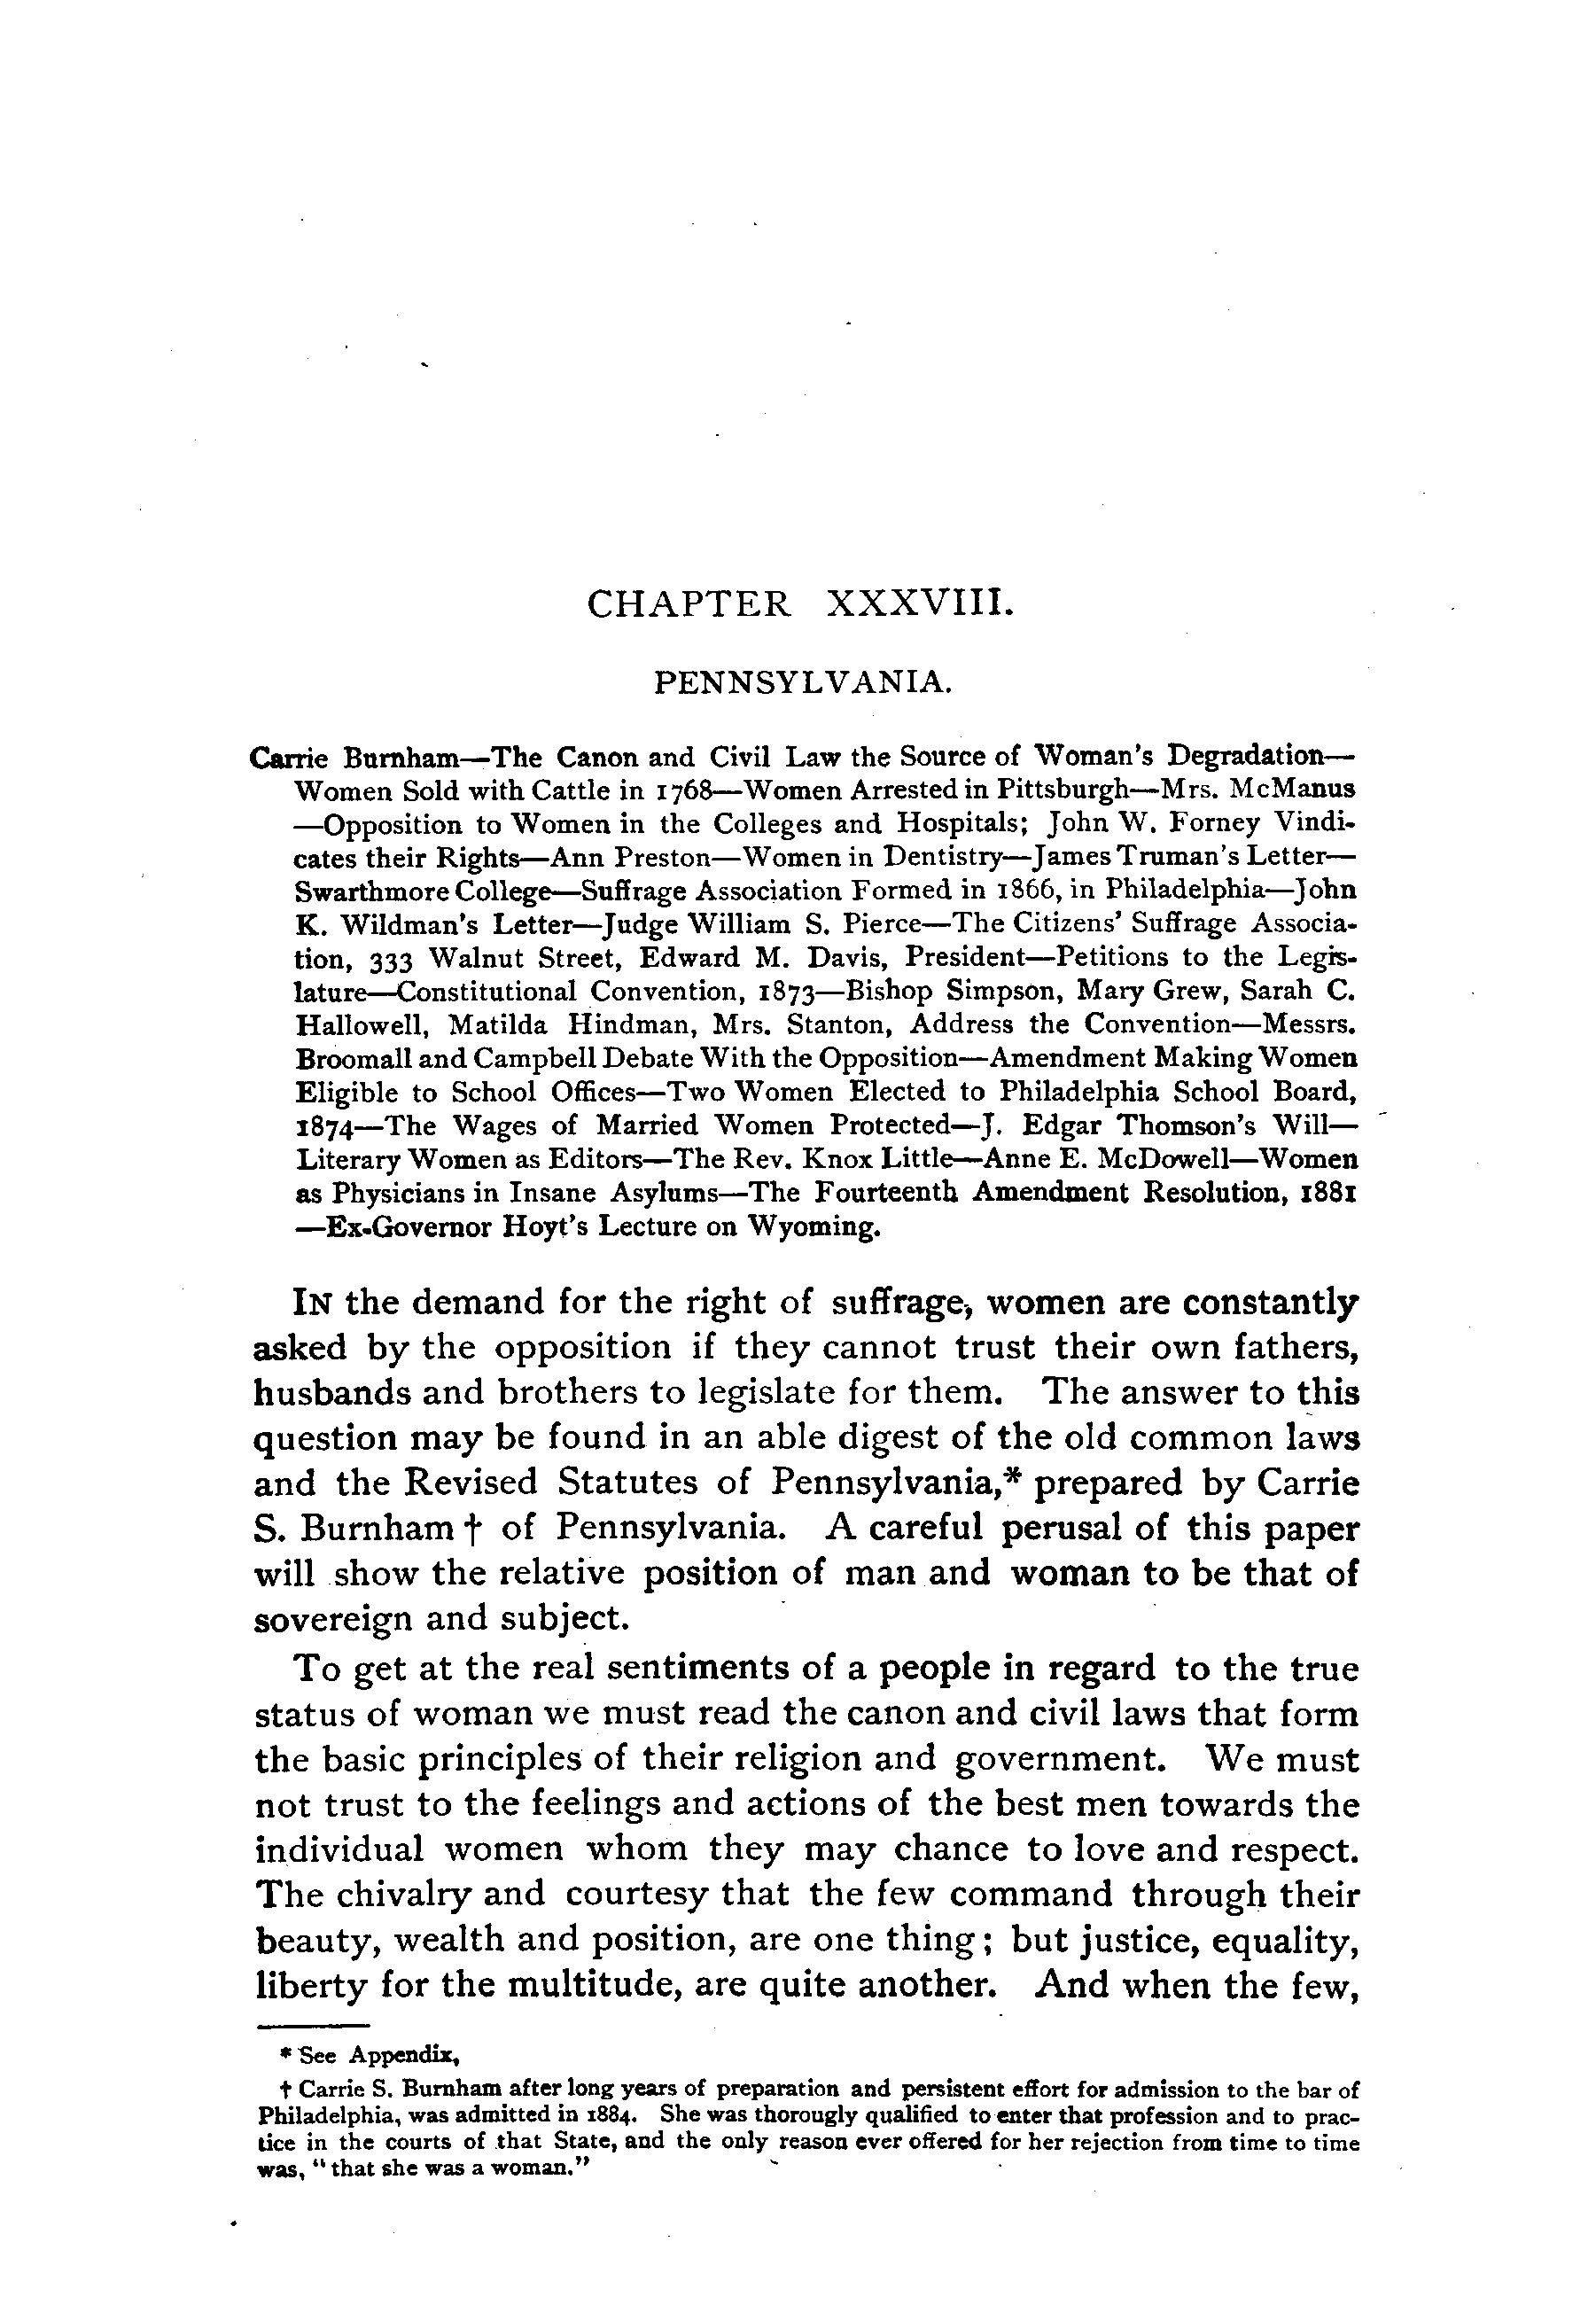 CHAPTER XXXVIII.
PENNSYLVANIA.
Carrie Burnham—The Canon and Civil Law the Source of Woman's Degradation—
Women Sold with Cattle in 1768—Women Arrested in Pittsburgh—Mrs. McManus
—Opposition to Women in the Colleges and Hospitals; John W. Forney Vindi-
cates their Rights—Ann Preston—Women in Dentistry—James Truman's Letter—
Swarthmore College—Suffrage Association Formed in 1866, in Philadelphia—John
K. Wildman's Letter—Judge William S. Pierce—The Citizens' Suffrage Associa-
tion, 333 Walnut Street, Edward M. Davis, President—Petitions to the Legis-
lature—Constitutional Convention, 1873—Bishop Simpson, Mary Grew, Sarah C.
Hallowell, Matilda Hindman, Mrs. Stanton, Address the Convention—Messrs.
Broomall and Campbell Debate With the Opposition—Amendment Making Women
Eligible to School Offices—Two Women Elected to Philadelphia School Board,
1874—The Wages of Married Women Protected—J. Edgar Thomson's Will—
Literary Women as Editors—The Rev. Knox Little—Anne E. McDowell—Women
as Physicians in Insane Asylums—The Fourteenth Amendment Resolution, 1881
—Ex-Governor Hoyt's Lecture on Wyoming.
IN the demand for the right of suffrage, women are constantly
asked by the opposition if they cannot trust their own fathers,
husbands and brothers to legislate for them. The answer to this
question may be found in an able digest of the old common laws
and the Revised Statutes of Pennsylvania,* prepared by Carrie
S. Burnham † of Pennsylvania. A careful perusal of this paper
will show the relative position of man and woman to be that of
sovereign and subject.
To get at the real sentiments of a people in regard to the true
status of woman we must read the canon and civil laws that form
the basic principles of their religion and government. We must
not trust to the feelings and actions of the best men towards the
individual women whom they may chance to love and respect.
The chivalry and courtesy that the few command through their
beauty, wealth and position, are one thing; but justice, equality,
liberty for the multitude, are quite another. And when the few,
* See Appendix,
† Carrie S. Burnham after long years of preparation and persistent effort for admission to the bar of
Philadelphia, was admitted in 1884. She was thorougly qualified to enter that profession and to prac-
tice in the courts of that State, and the only reason ever offered for her rejection from time to time
was, "that she was a woman."